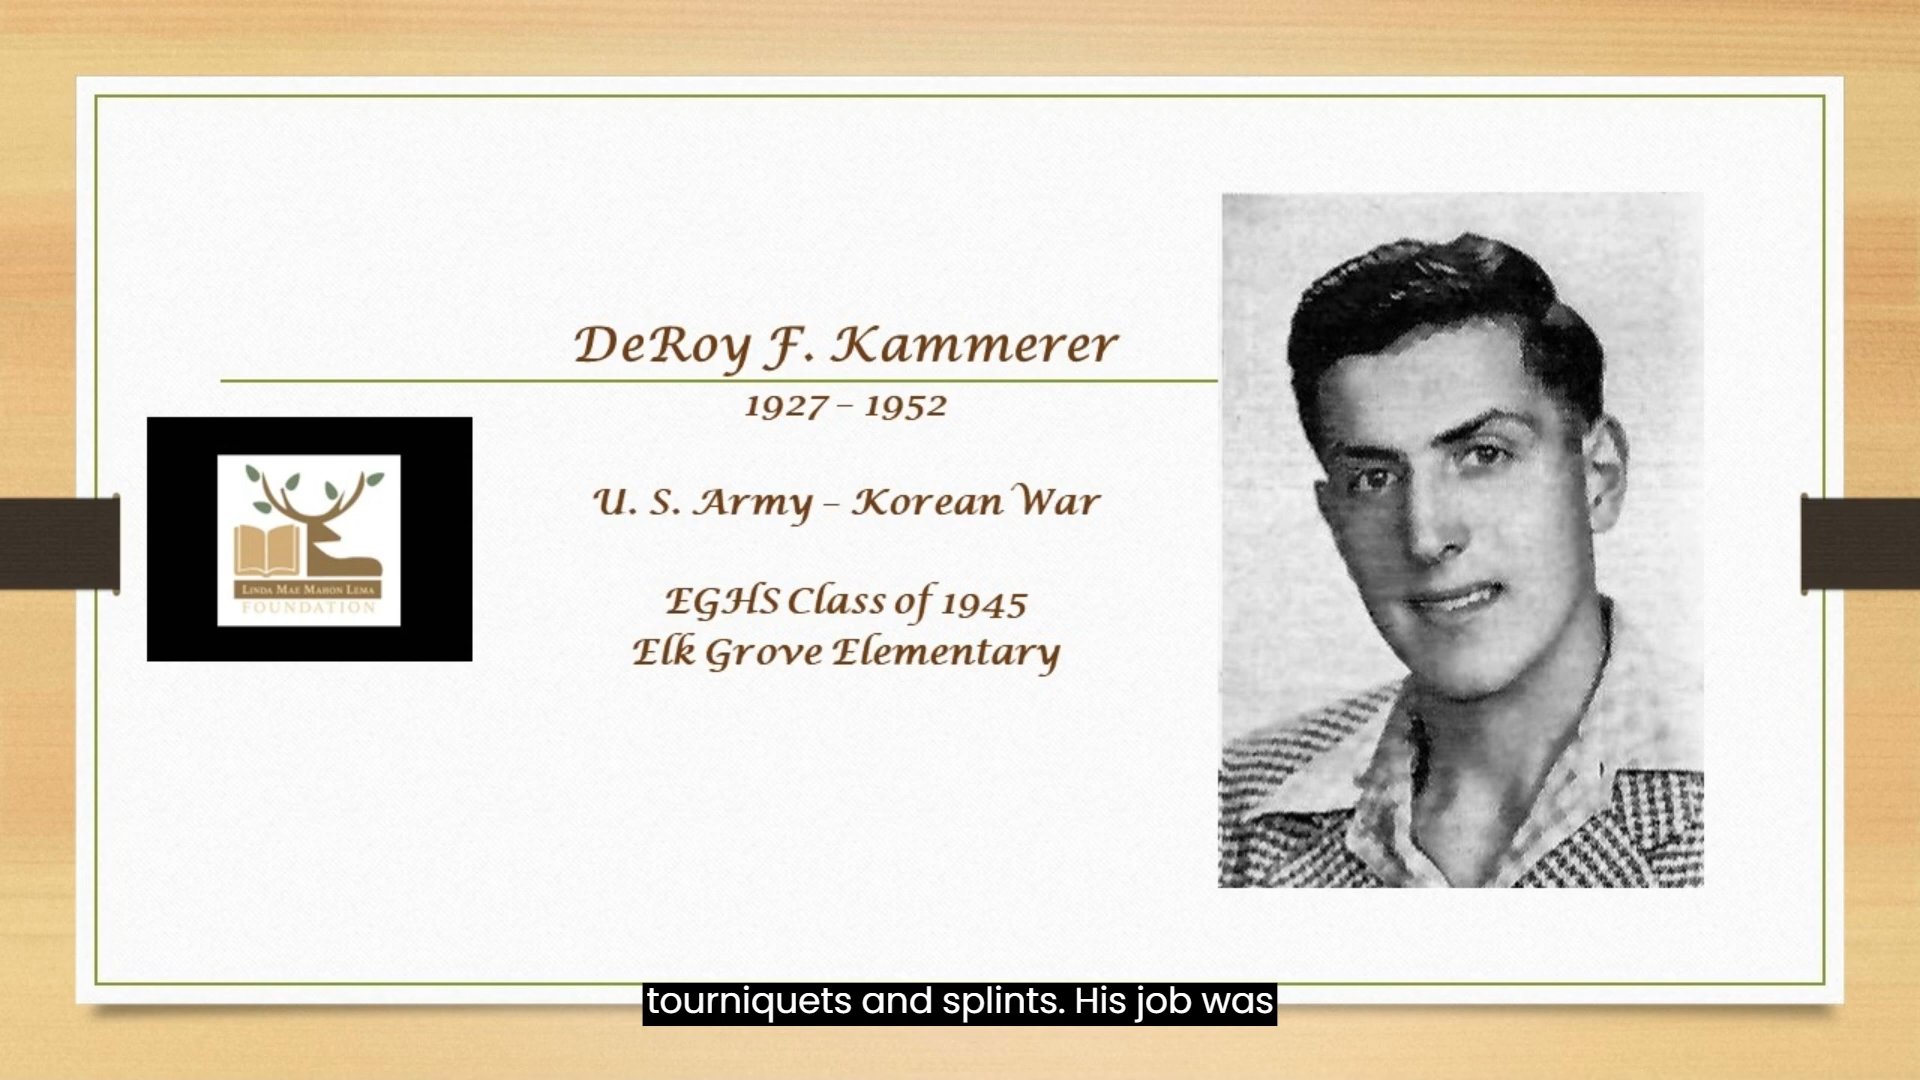 DeRoy F. Kammerer
1927 – 1952
U. S. Army – Korean War
EGHS Class of 1945
Elk Grove Elementary
LINDA MAE MAHON LEMA
FOUNDATION
tourniquets and splints. His job was